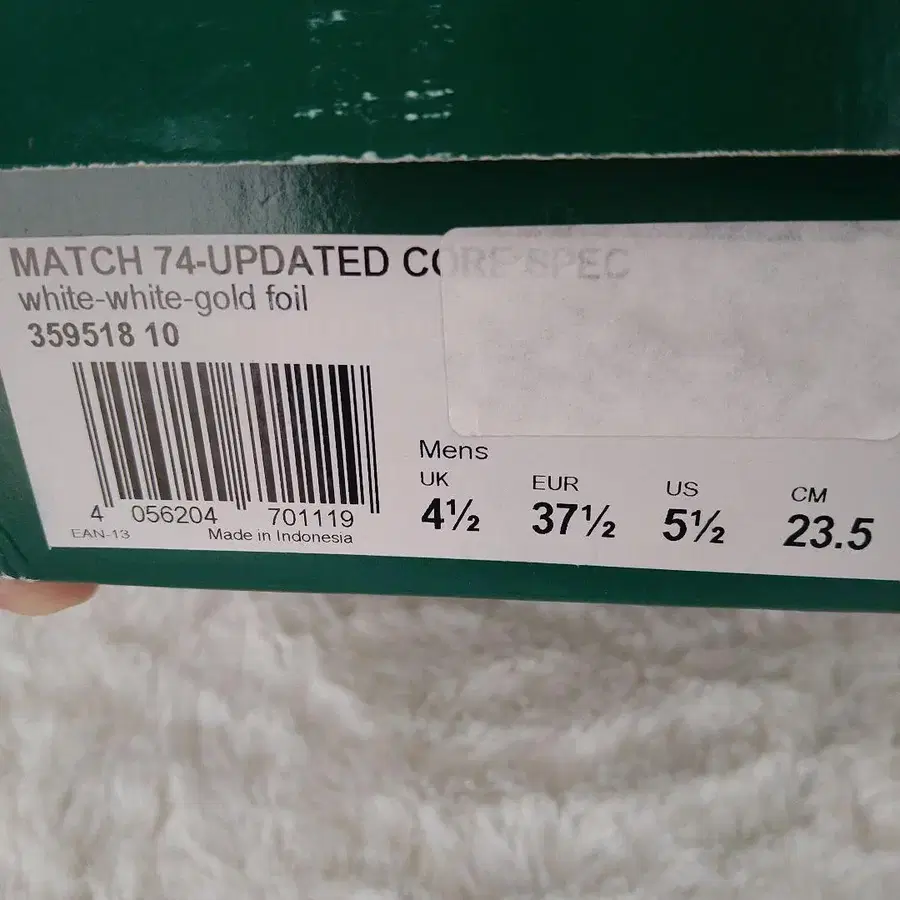 MATCH 74-UPDATED CORE SPEC
white-white-gold foil
359518 10
4 056204 701119
EAN-13 Made in Indonesia
Mens
UK EUR US CM
4½ 37½ 5½ 23.5